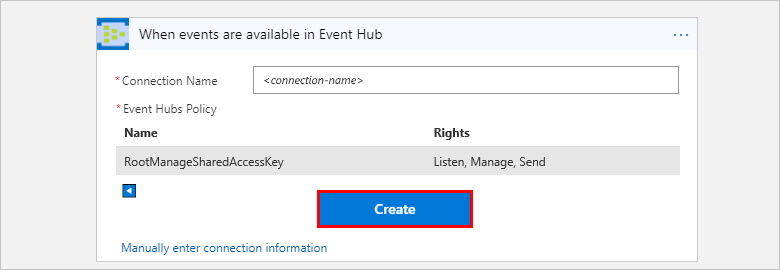 When events are available in Event Hub
...
* Connection Name
<connection-name>
* Event Hubs Policy
Name Rights
RootManageSharedAccessKey Listen, Manage, Send
Create
Manually enter connection information